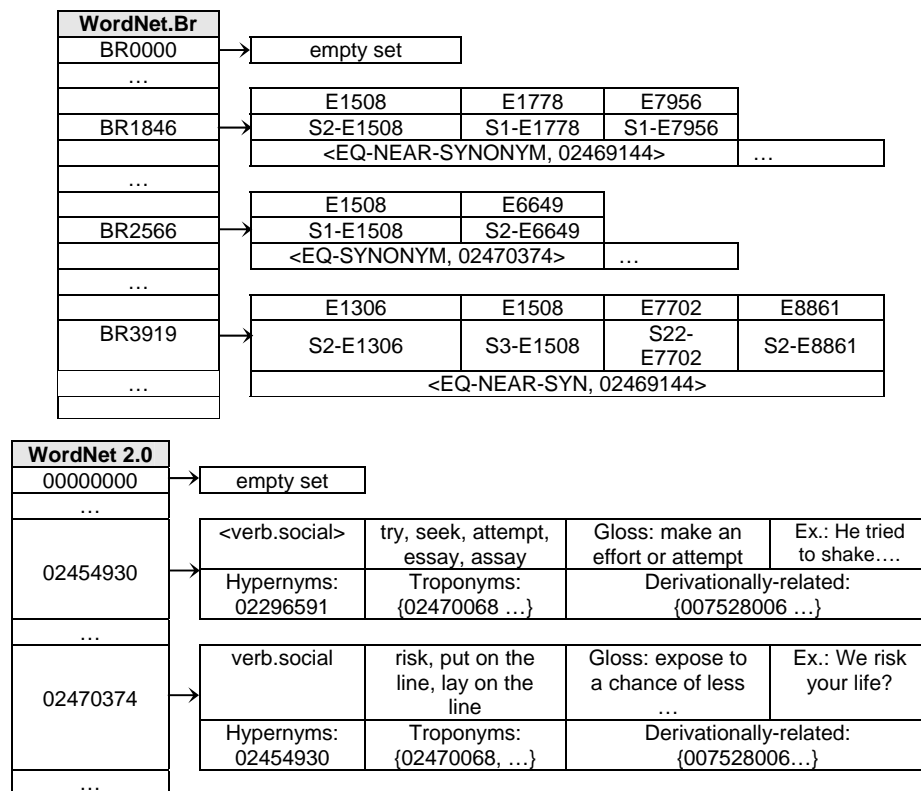 WordNet.Br
BR0000 empty set
…
E1508 E1778 E7956
BR1846 S2-E1508 S1-E1778 S1-E7956
<EQ-NEAR-SYNONYM, 02469144> …
…
E1508 E6649
BR2566 S1-E1508 S2-E6649
<EQ-SYNONYM, 02470374> …
…
E1306 E1508 E7702 E8861
BR3919 S2-E1306 S3-E1508 S22-
E7702 S2-E8861
… <EQ-NEAR-SYN, 02469144>
WordNet 2.0
00000000 empty set
…
<verb.social> try, seek, attempt, Gloss: make an Ex.: He tried
essay, assay effort or attempt to shake….
02454930
Hypernyms: Troponyms: Derivationally-related:
02296591 {02470068 …} {007528006 …}
…
verb.social risk, put on the Gloss: expose to Ex.: We risk
line, lay on the a chance of less your life?
02470374 line …
Hypernyms: Troponyms: Derivationally-related:
02454930 {02470068, …} {007528006…}
…